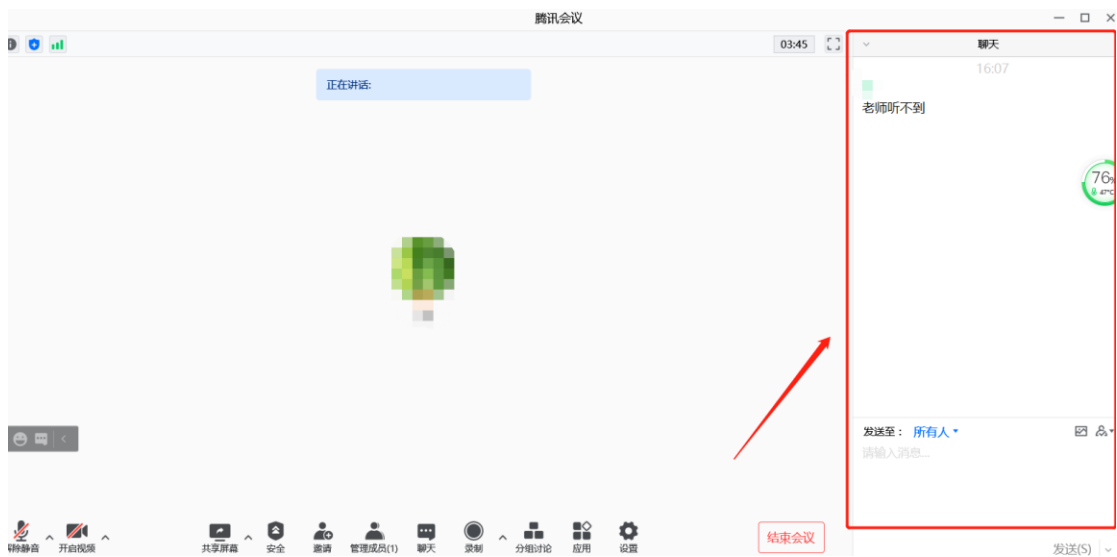 腾讯会议
03:45
聊天
16:07
正在讲话:
老师听不到
76%
47°C
发送至： 所有人
请输入消息...
解除静音 开启视频 共享屏幕 安全 邀请 管理成员(1) 聊天 录制 分组讨论 应用 设置 结束会议
发送(S)